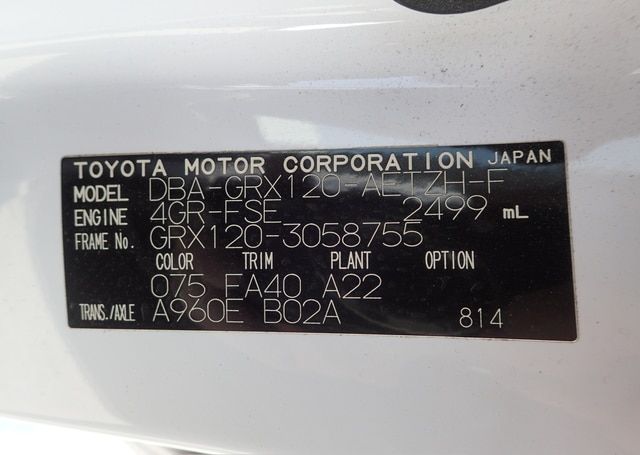 TOYOTA MOTOR CORPORATION JAPAN
MODEL DBA-GRX120-AETZH-F
ENGINE 4GR-FSE 2499 mL
FRAME No. GRX120-3058755
COLOR TRIM PLANT OPTION
075 FA40 A22
TRANS./AXLE A960E B02A 814